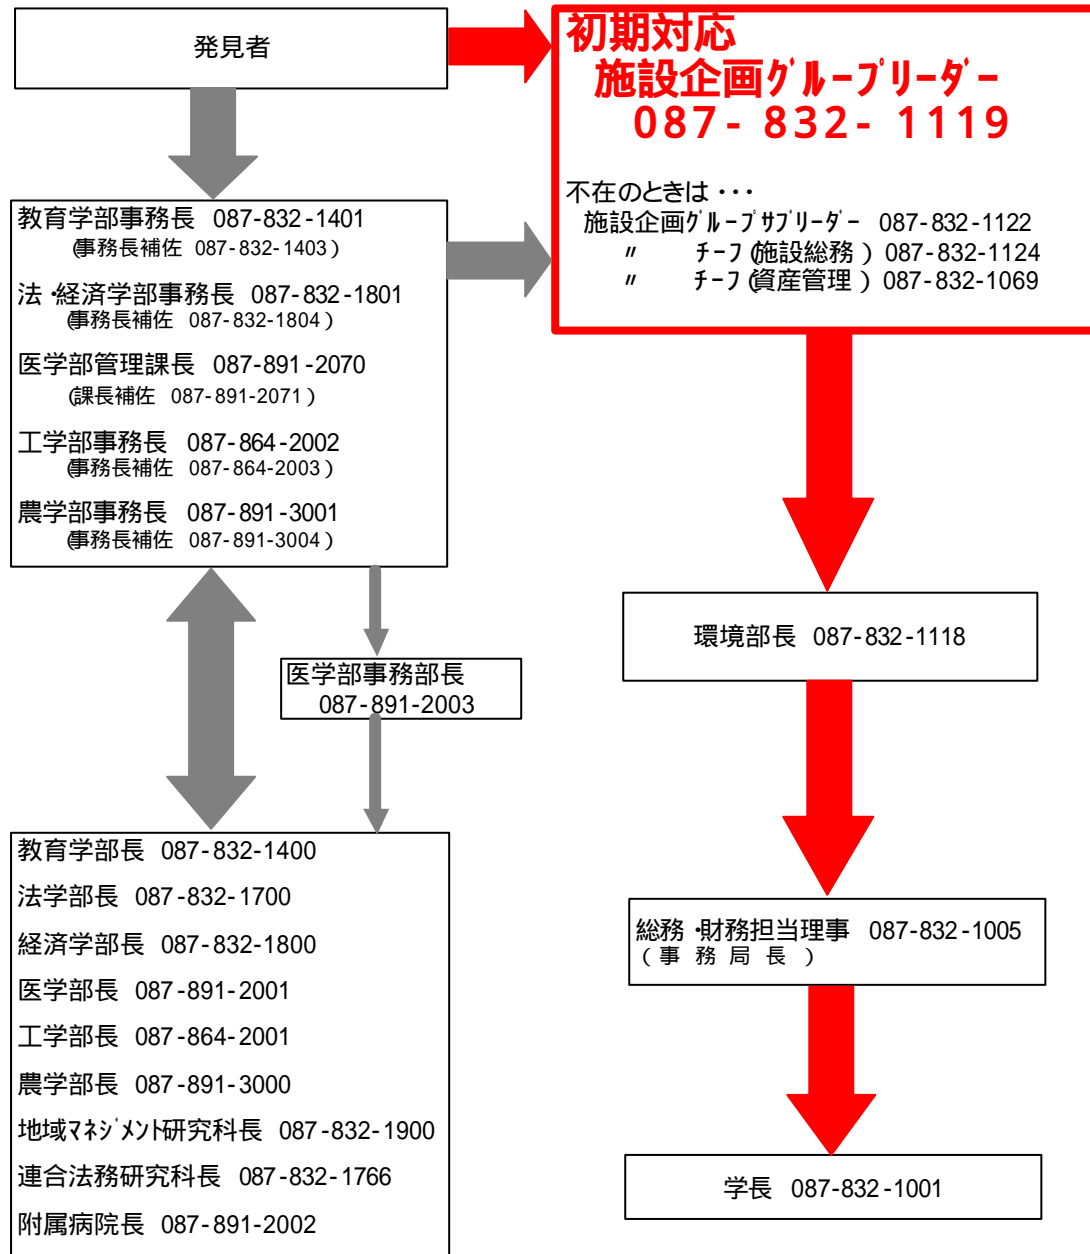 発見者
初期対応
施設企画ｸﾞﾙｰﾌﾟﾘｰﾀﾞｰ
087-832-1119
不在のときは・・・
施設企画ｸﾞﾙｰﾌﾟｻﾌﾞﾘｰﾀﾞｰ 087-832-1122
〃 ﾁｰﾌ(施設総務) 087-832-1124
〃 ﾁｰﾌ(資産管理) 087-832-1069
教育学部事務長 087-832-1401
(事務長補佐 087-832-1403)
法・経済学部事務長 087-832-1801
(事務長補佐 087-832-1804)
医学部管理課長 087-891-2070
(課長補佐 087-891-2071)
工学部事務長 087-864-2002
(事務長補佐 087-864-2003)
農学部事務長 087-891-3001
(事務長補佐 087-891-3004)
医学部事務部長
087-891-2003
環境部長 087-832-1118
教育学部長 087-832-1400
法学部長 087-832-1700
経済学部長 087-832-1800
医学部長 087-891-2001
工学部長 087-864-2001
農学部長 087-891-3000
地域ﾏﾈｼﾞﾒﾝﾄ研究科長 087-832-1900
連合法務研究科長 087-832-1766
附属病院長 087-891-2002
総務・財務担当理事 087-832-1005
(事務局長)
学長 087-832-1001